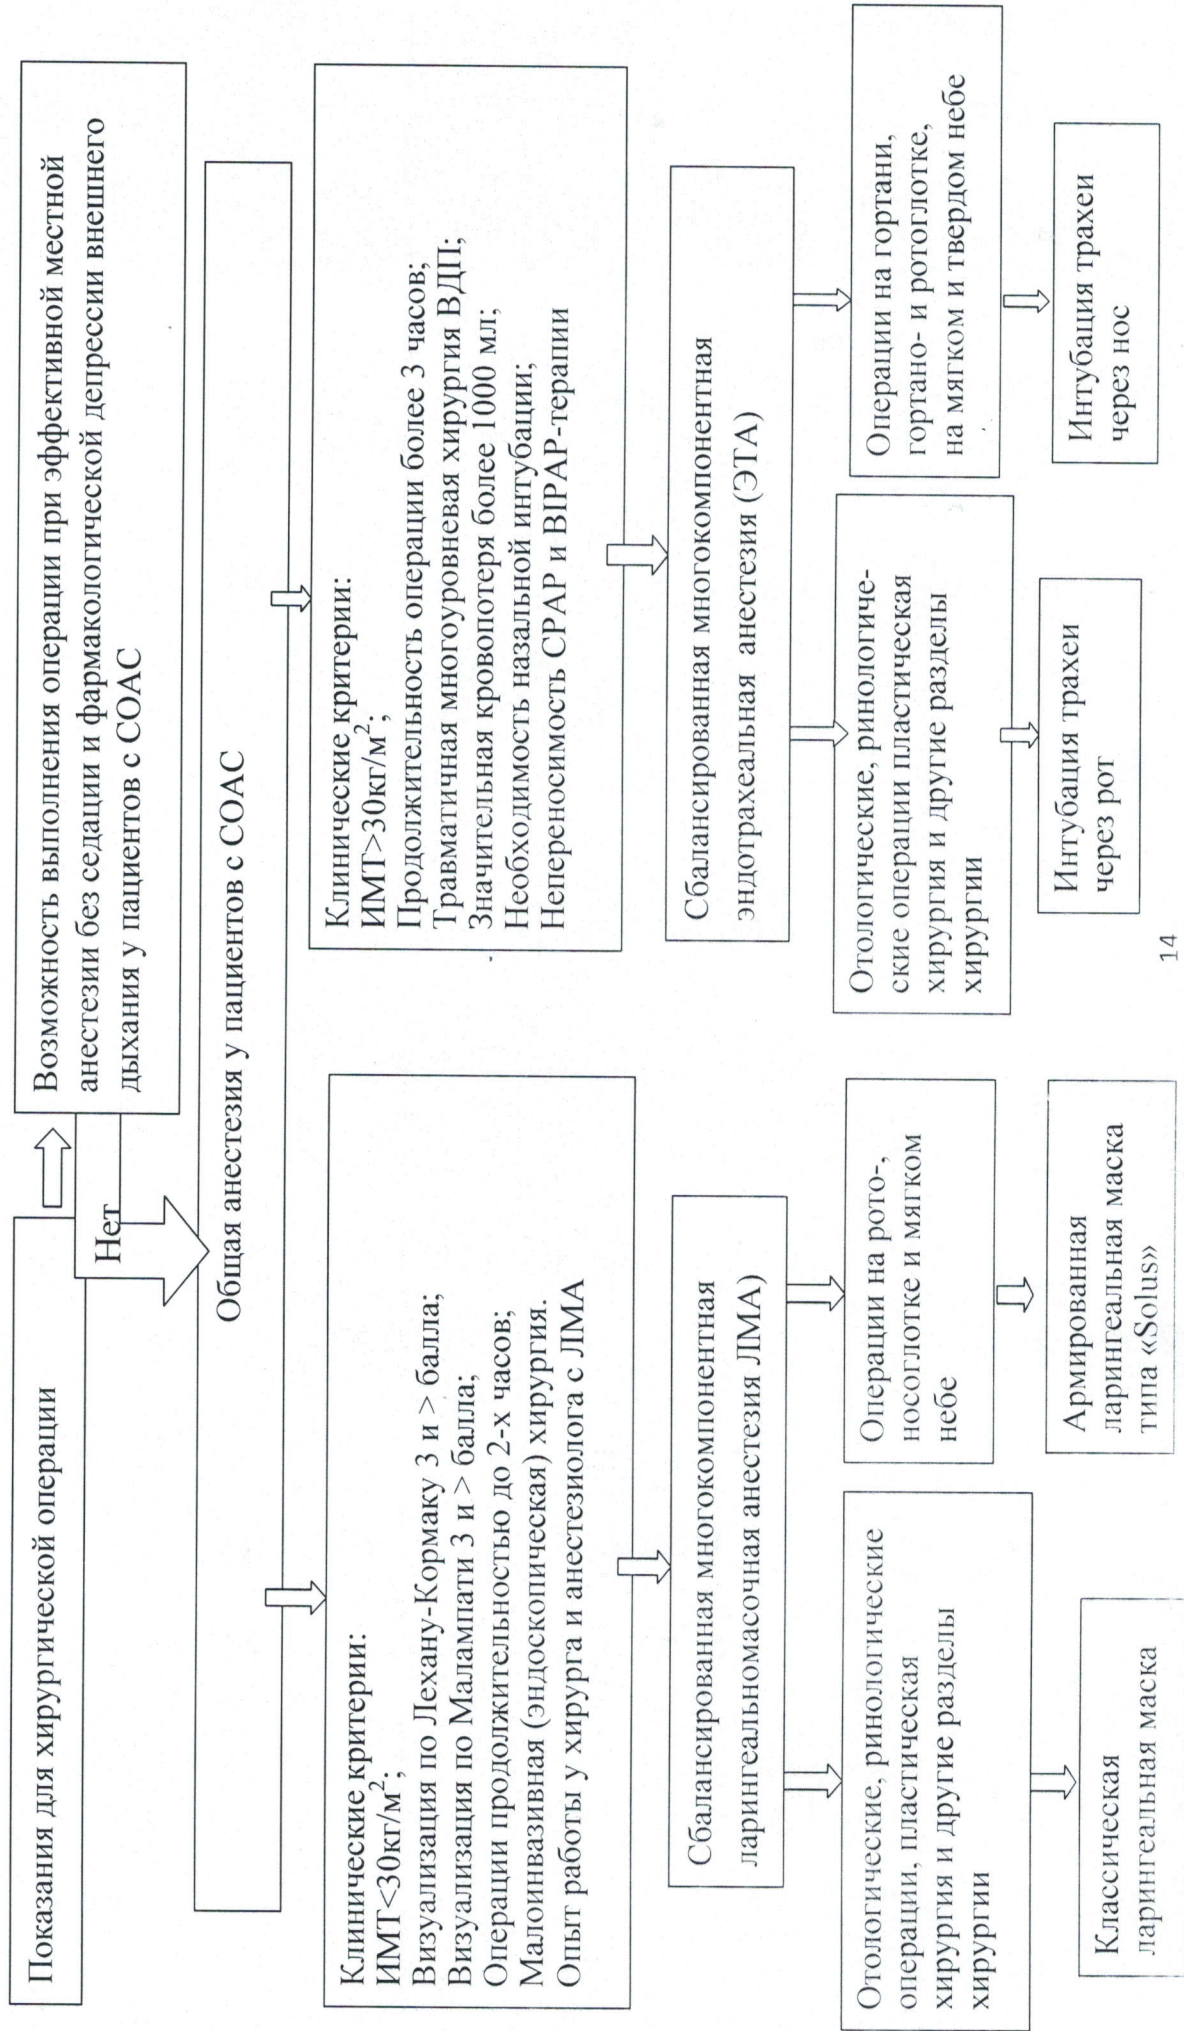 Показания для хирургической операции
Возможность выполнения операции при эффективной местной
анестезии без седации и фармакологической депрессии внешнего
дыхания у пациентов с СОАС
Нет
Общая анестезия у пациентов с СОАС
Клинические критерии:
ИМТ<30кг/м²;
Визуализация по Лехану-Кормаку 3 и > балла;
Визуализация по Малампати 3 и > балла;
Операции продолжительностью до 2-х часов;
Малоинвазивная (эндоскопическая) хирургия.
Опыт работы у хирурга и анестезиолога с ЛМА
Клинические критерии:
ИМТ>30кг/м²;
Продолжительность операции более 3 часов;
Травматичная многоуровневая хирургия ВДП;
Значительная кровопотеря более 1000 мл;
Необходимость назальной интубации;
Непереносимость CPAP и BIPAP-терапии
Сбалансированная многокомпонентная
ларингеальномасочная анестезия ЛМА)
Сбалансированная многокомпонентная
эндотрахеальная анестезия (ЭТА)
Отологические, ринологические
операции, пластическая
хирургия и другие разделы
хирургии
Операции на рото-,
носоглотке и мягком
небе
Отологические, ринологиче-
ские операции пластическая
хирургия и другие разделы
хирургии
Операции на гортани,
гортано- и ротоглотке,
на мягком и твердом небе
Классическая
ларингеальная маска
Армированная
ларингеальная маска
типа «Solus»
Интубация трахеи
через рот
Интубация трахеи
через нос
14